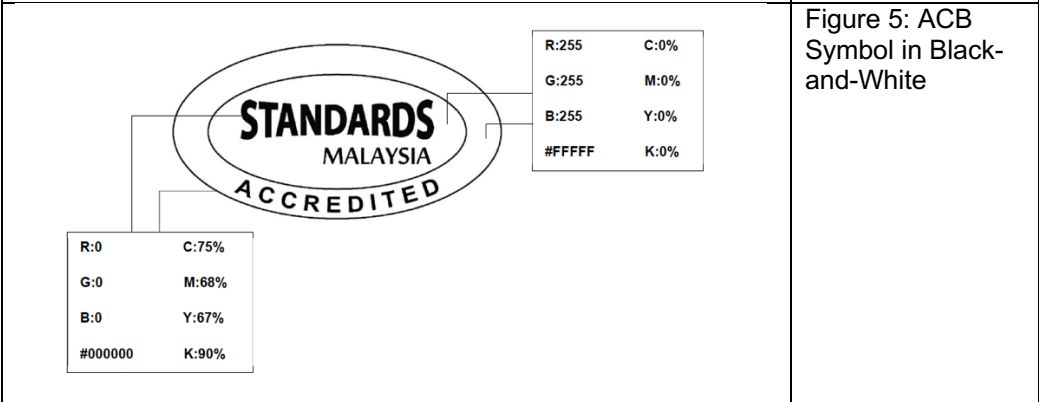 Figure 5: ACB
Symbol in Black-
and-White
R:255 C:0%
G:255 M:0%
B:255 Y:0%
#FFFFF K:0%
STANDARDS
MALAYSIA
ACCREDITED
R:0 C:75%
G:0 M:68%
B:0 Y:67%
#000000 K:90%